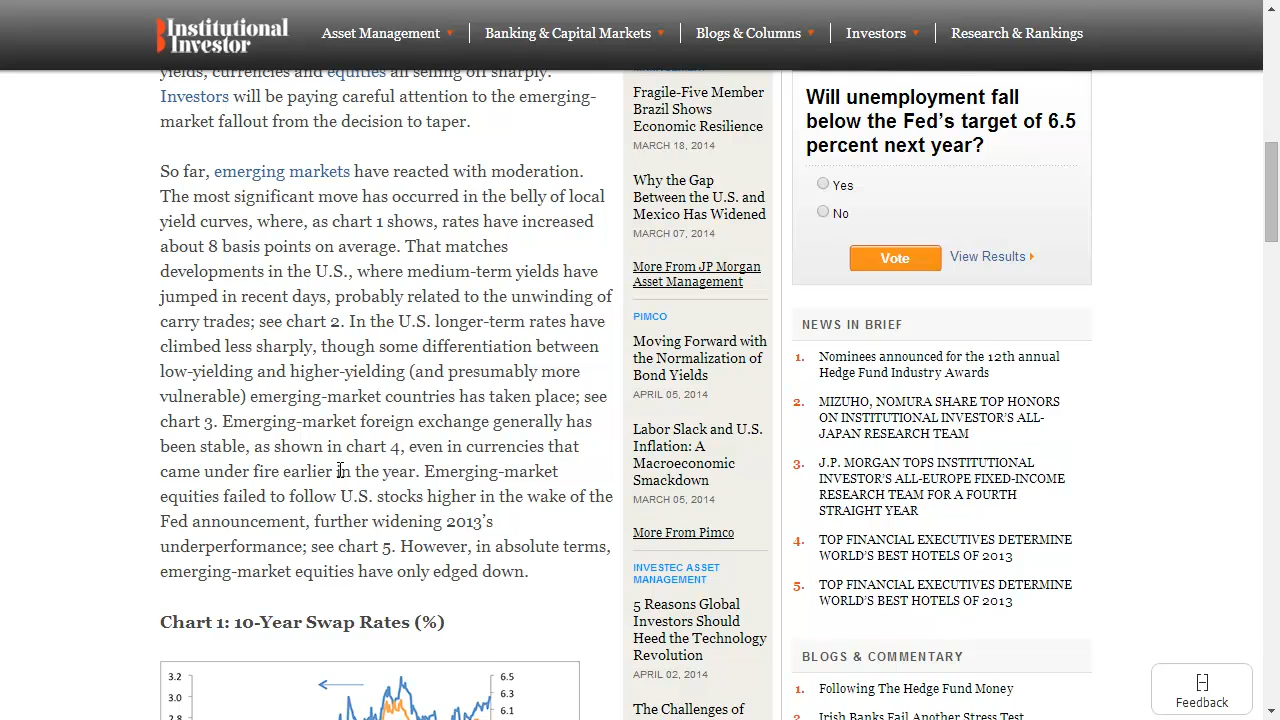 Institutional
Investor
Asset Management
Banking & Capital Markets
Blogs & Columns
Investors
Research & Rankings
yields, currencies and equities all selling off sharply.
Investors will be paying careful attention to the emerging-
market fallout from the decision to taper.
So far, emerging markets have reacted with moderation.
The most significant move has occurred in the belly of local
yield curves, where, as chart 1 shows, rates have increased
about 8 basis points on average. That matches
developments in the U.S., where medium-term yields have
jumped in recent days, probably related to the unwinding of
carry trades; see chart 2. In the U.S. longer-term rates have
climbed less sharply, though some differentiation between
low-yielding and higher-yielding (and presumably more
vulnerable) emerging-market countries has taken place; see
chart 3. Emerging-market foreign exchange generally has
been stable, as shown in chart 4, even in currencies that
came under fire earlier in the year. Emerging-market
equities failed to follow U.S. stocks higher in the wake of the
Fed announcement, further widening 2013's
underperformance; see chart 5. However, in absolute terms,
emerging-market equities have only edged down.
Chart 1: 10-Year Swap Rates (%)
3.2
3.0
2.8
6.5
6.3
6.1
Fragile-Five Member
Brazil Shows
Economic Resilience
MARCH 18, 2014
Why the Gap
Between the U.S. and
Mexico Has Widened
MARCH 07, 2014
More From JP Morgan
Asset Management
PIMCO
Moving Forward with
the Normalization of
Bond Yields
APRIL 05, 2014
Labor Slack and U.S.
Inflation: A
Macroeconomic
Smackdown
MARCH 05, 2014
More From Pimco
INVESTEC ASSET
MANAGEMENT
5 Reasons Global
Investors Should
Heed the Technology
Revolution
APRIL 02, 2014
The Challenges of
Will unemployment fall
below the Fed's target of 6.5
percent next year?
Yes
No
Vote
View Results
NEWS IN BRIEF
1. Nominees announced for the 12th annual
Hedge Fund Industry Awards
2. MIZUHO, NOMURA SHARE TOP HONORS
ON INSTITUTIONAL INVESTOR'S ALL-
JAPAN RESEARCH TEAM
3. J.P. MORGAN TOPS INSTITUTIONAL
INVESTOR'S ALL-EUROPE FIXED-INCOME
RESEARCH TEAM FOR A FOURTH
STRAIGHT YEAR
4. TOP FINANCIAL EXECUTIVES DETERMINE
WORLD'S BEST HOTELS OF 2013
5. TOP FINANCIAL EXECUTIVES DETERMINE
WORLD'S BEST HOTELS OF 2013
BLOGS & COMMENTARY
1. Following The Hedge Fund Money
2. Irish Banks Fail Another Stress Test
Feedback